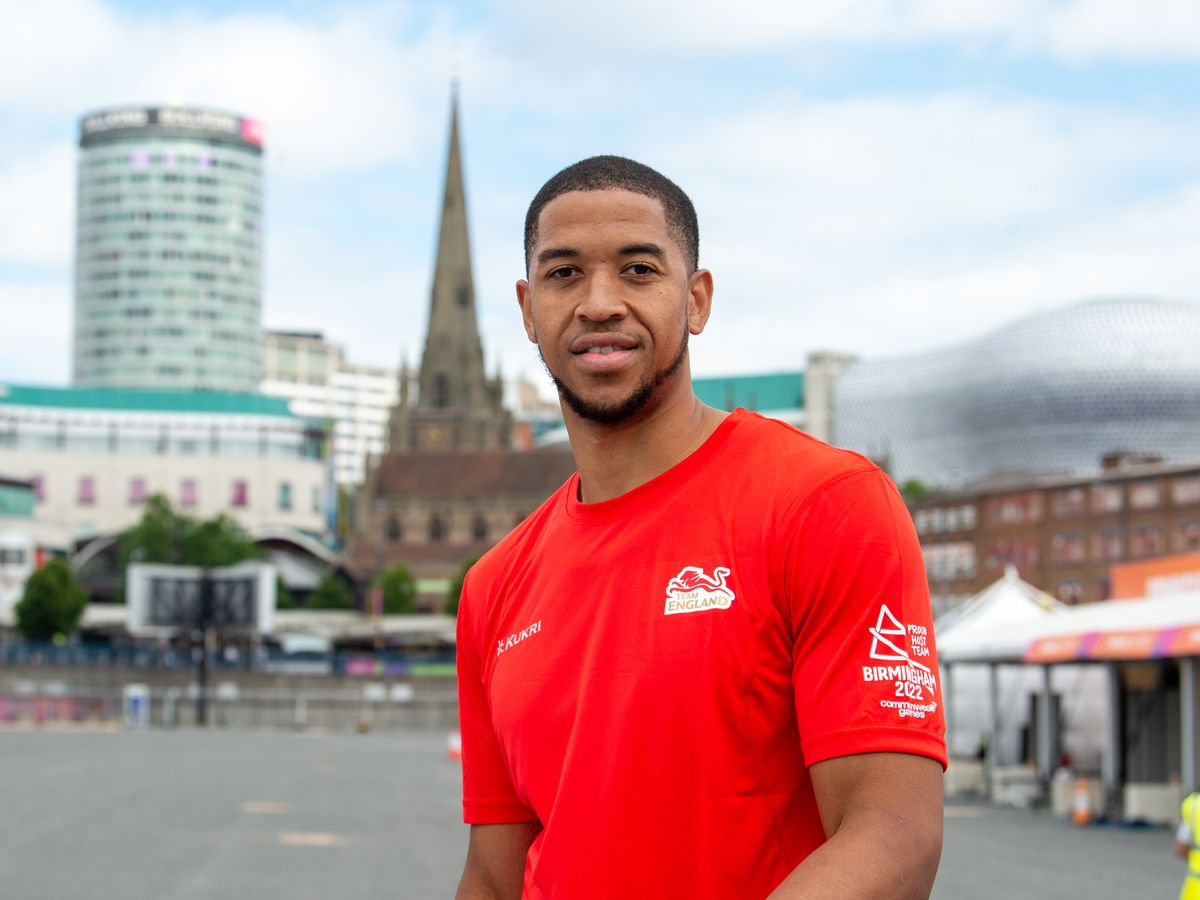 KUKRI
TEAM
ENGLAND
PROUD
HOST
TEAM
BIRMINGHAM
2022
commonwealth
games